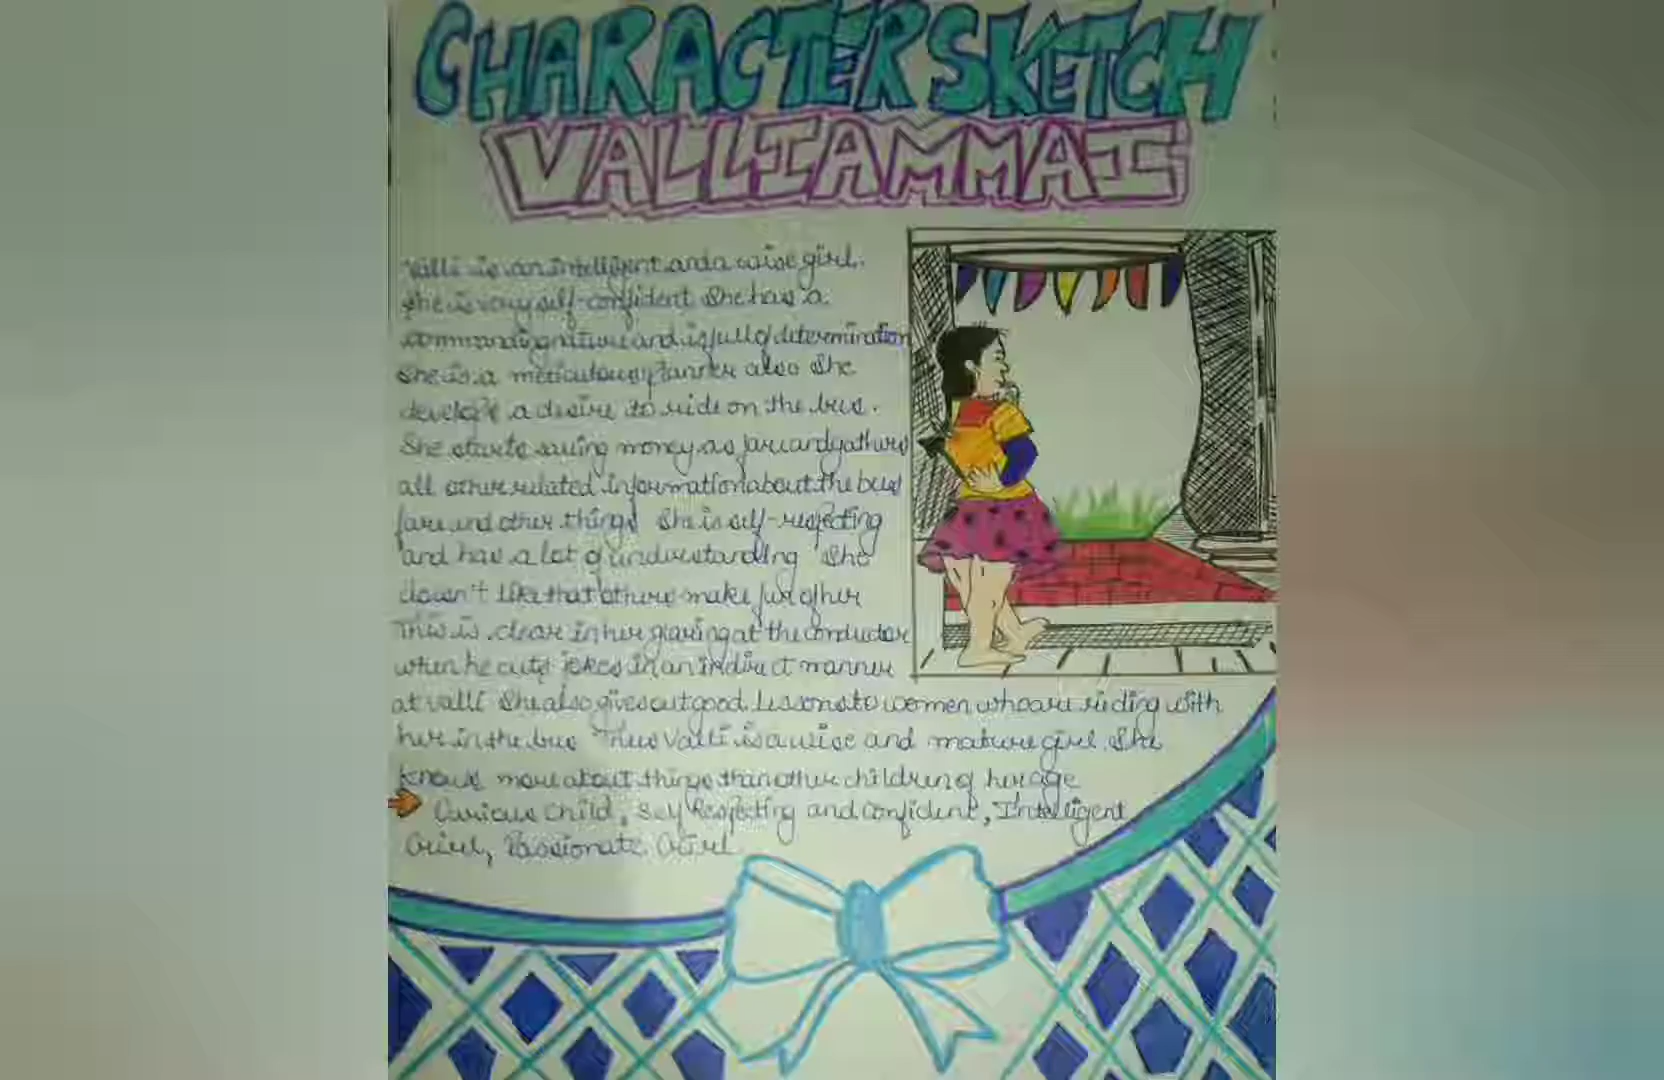 CHARACTER SKETCH
VALLIAMMAI
Valli is an intelligent and a wise girl.
She is very self-confident She has a
commanding nature and is full of determination
She is a meticulous planner also She
develops a desire to ride on the bus.
She starts saving money as fare and gathers
all other related information about the bus
fare and other things She is self-respecting
and has a lot of understanding She
doesn't like that others make fun of her
This is clear in her glaring at the conductor
when he cuts jokes in an indirect manner
at valli She also gives out good lessons to women who are riding with
her in the bus Thus Valli is a wise and mature girl. She
knows more about things than other children of her age
Curious child, Self Respecting and confident, Intelligent
Girl, Passionate Girl